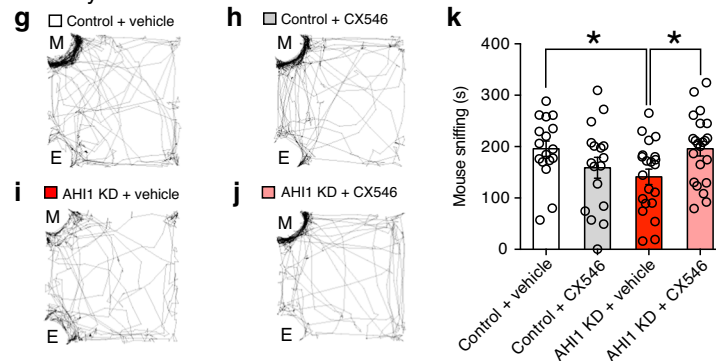 g Control + vehicle
M
E
h Control + CX546
M
E
i AHI1 KD + vehicle
M
E
j AHI1 KD + CX546
M
E
k
Mouse sniffing (s)
400
300
200
100
0
* *
Control + vehicle
Control + CX546
AHI1 KD + vehicle
AHI1 KD + CX546